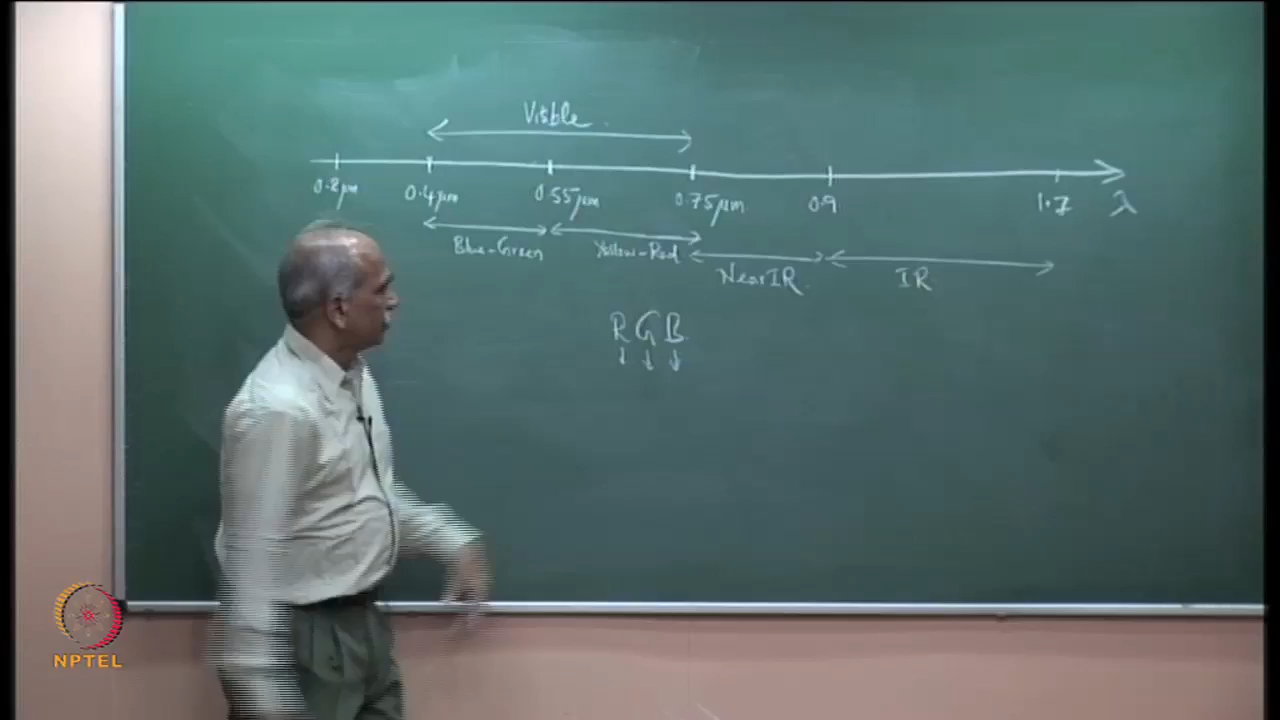 Visible
0.2μm 0.4μm 0.55μm 0.75μm 0.9 1.7 λ
Blue-Green Yellow-Red Near IR IR
R G B
NPTEL